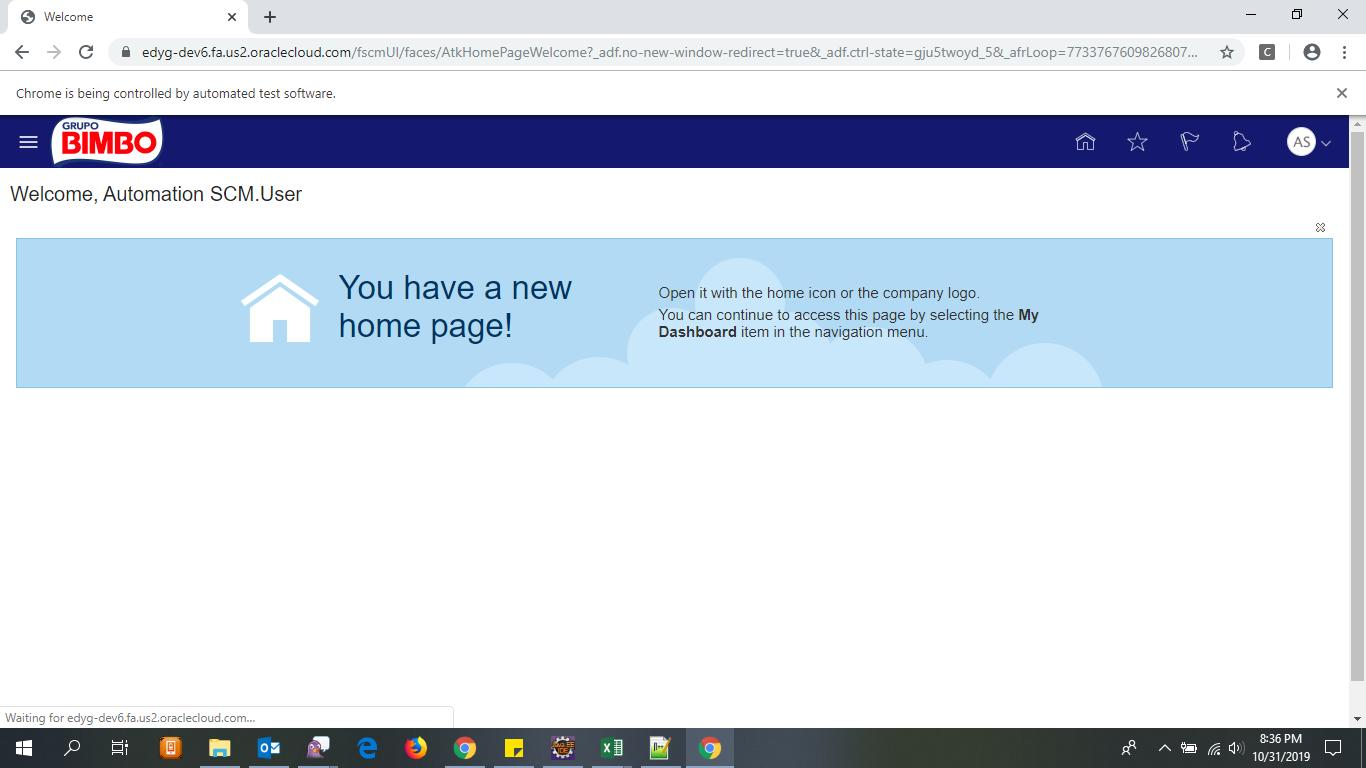 Welcome
edyg-dev6.fa.us2.oraclecloud.com/fscmUI/faces/AtkHomePageWelcome?_adf.no-new-window-redirect=true&_adf.ctrl-state=gju5twoyd_5&_afrLoop=7733767609826807...
C
Chrome is being controlled by automated test software.
GRUPO
BIMBO
AS
Welcome, Automation SCM.User
You have a new
home page!
Open it with the home icon or the company logo.
You can continue to access this page by selecting the My
Dashboard item in the navigation menu.
Waiting for edyg-dev6.fa.us2.oraclecloud.com...
8:36 PM
10/31/2019